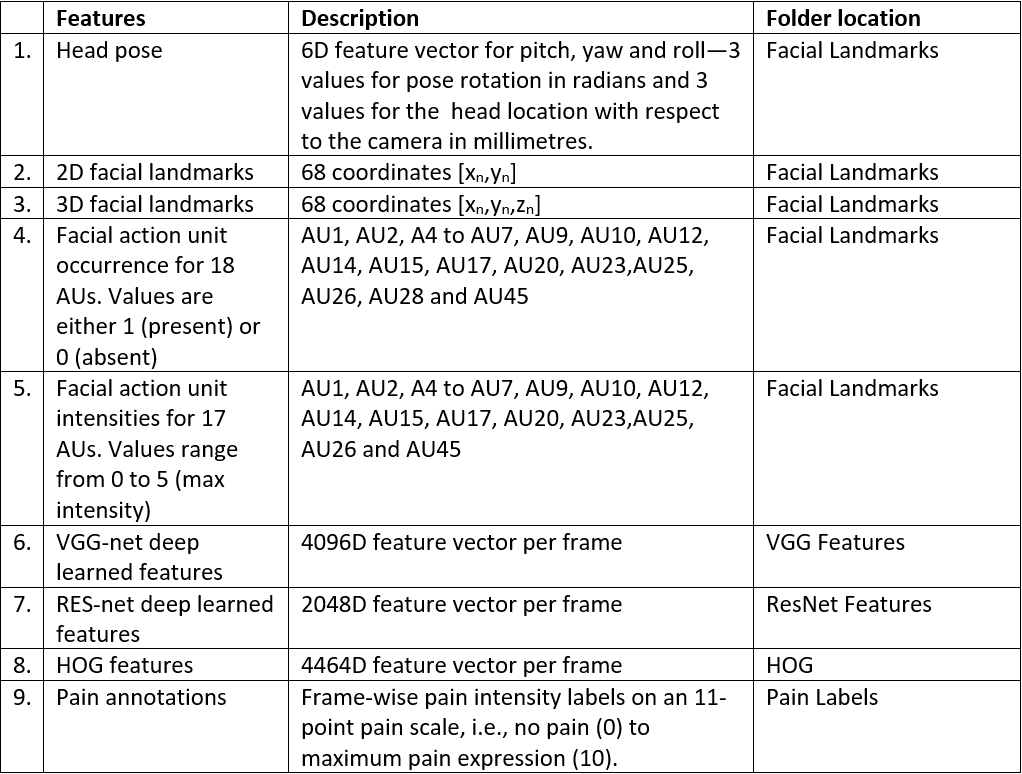 Features Description Folder location
1. Head pose 6D feature vector for pitch, yaw and roll—3 Facial Landmarks
values for pose rotation in radians and 3
values for the head location with respect
to the camera in millimetres.
2. 2D facial landmarks 68 coordinates [xₙ,yₙ] Facial Landmarks
3. 3D facial landmarks 68 coordinates [xₙ,yₙ,zₙ] Facial Landmarks
4. Facial action unit AU1, AU2, A4 to AU7, AU9, AU10, AU12, Facial Landmarks
occurrence for 18 AU14, AU15, AU17, AU20, AU23,AU25,
AUs. Values are AU26, AU28 and AU45
either 1 (present) or
0 (absent)
5. Facial action unit AU1, AU2, A4 to AU7, AU9, AU10, AU12, Facial Landmarks
intensities for 17 AU14, AU15, AU17, AU20, AU23,AU25,
AUs. Values range AU26 and AU45
from 0 to 5 (max
intensity)
6. VGG-net deep 4096D feature vector per frame VGG Features
learned features
7. RES-net deep learned 2048D feature vector per frame ResNet Features
features
8. HOG features 4464D feature vector per frame HOG
9. Pain annotations Frame-wise pain intensity labels on an 11- Pain Labels
point pain scale, i.e., no pain (0) to
maximum pain expression (10).